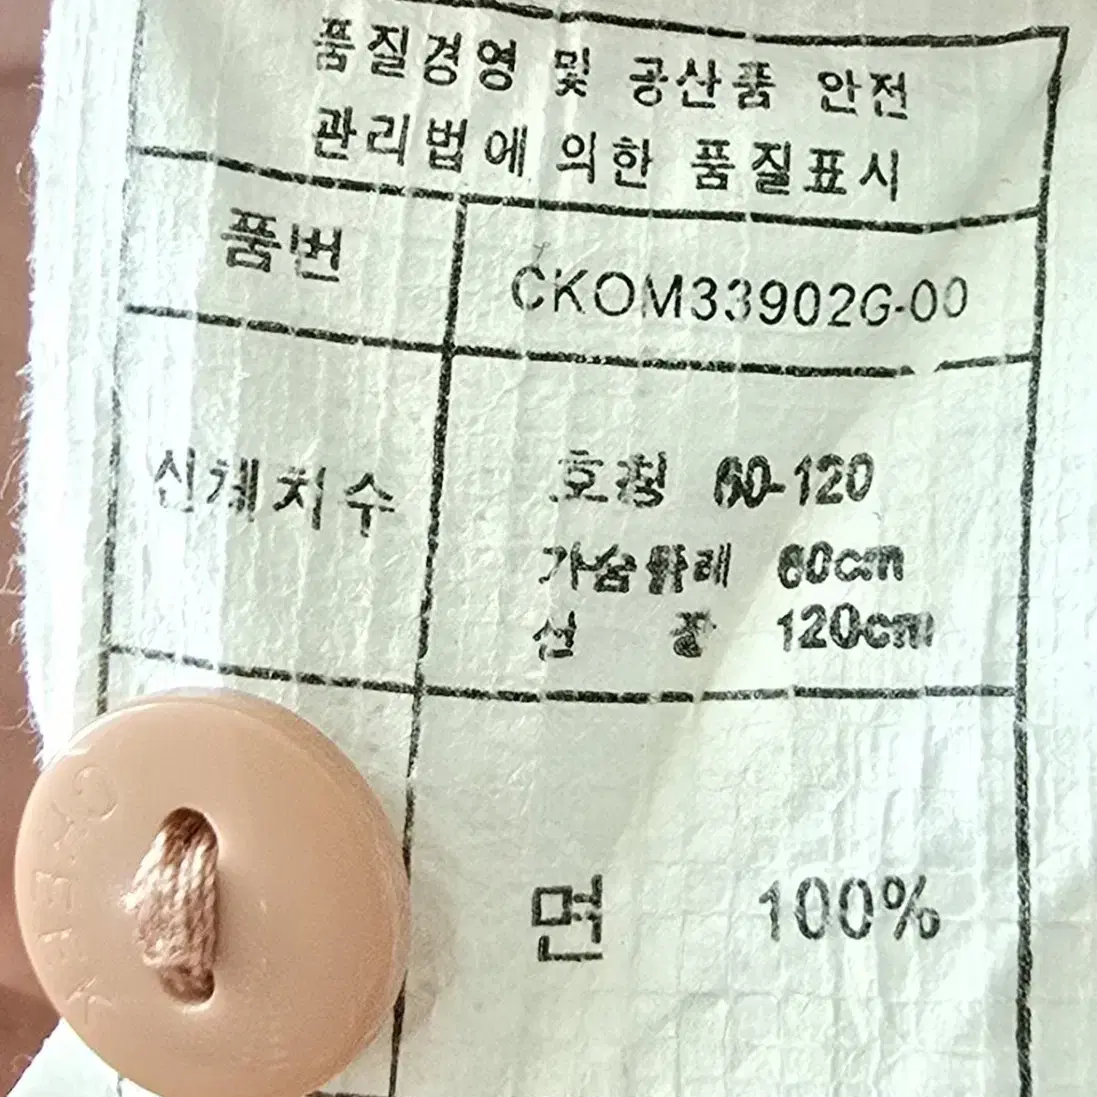 품질경영 및 공산품 안전
관리법에 의한 품질표시
품번 CKOM33902G-00
신체치수
호칭 60-120
가슴둘레 60cm
신 장 120cm
면 100%